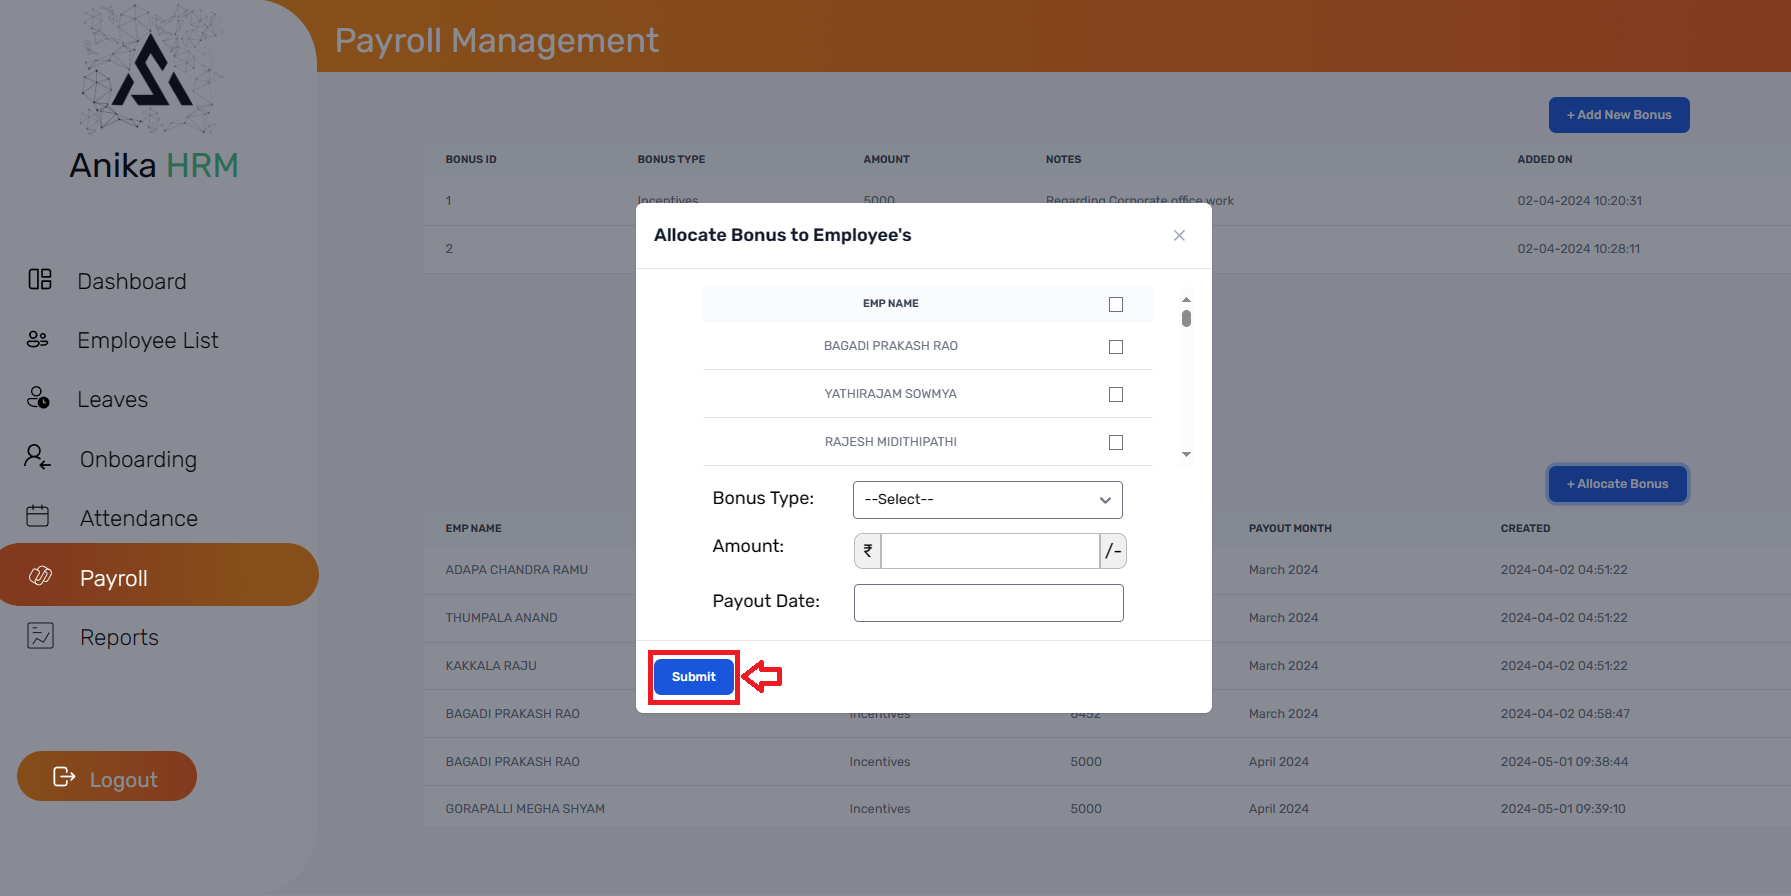 Payroll Management
Anika HRM
Dashboard
Employee List
Leaves
Onboarding
Attendance
Payroll
Reports
Logout
+ Add New Bonus
BONUS ID BONUS TYPE AMOUNT NOTES ADDED ON
1 Incentives 5000 Regarding Corporate office work 02-04-2024 10:20:31
2 02-04-2024 10:28:11
Allocate Bonus to Employee's
EMP NAME
BAGADI PRAKASH RAO
YATHIRAJAM SOWMYA
RAJESH MIDITHIPATHI
Bonus Type: --Select--
Amount: ₹ /-
Payout Date:
Submit
+ Allocate Bonus
EMP NAME PAYOUT MONTH CREATED
ADAPA CHANDRA RAMU March 2024 2024-04-02 04:51:22
THUMPALA ANAND March 2024 2024-04-02 04:51:22
KAKKALA RAJU March 2024 2024-04-02 04:51:22
BAGADI PRAKASH RAO Incentives 6452 March 2024 2024-04-02 04:58:47
BAGADI PRAKASH RAO Incentives 5000 April 2024 2024-05-01 09:38:44
GORAPALLI MEGHA SHYAM Incentives 5000 April 2024 2024-05-01 09:39:10